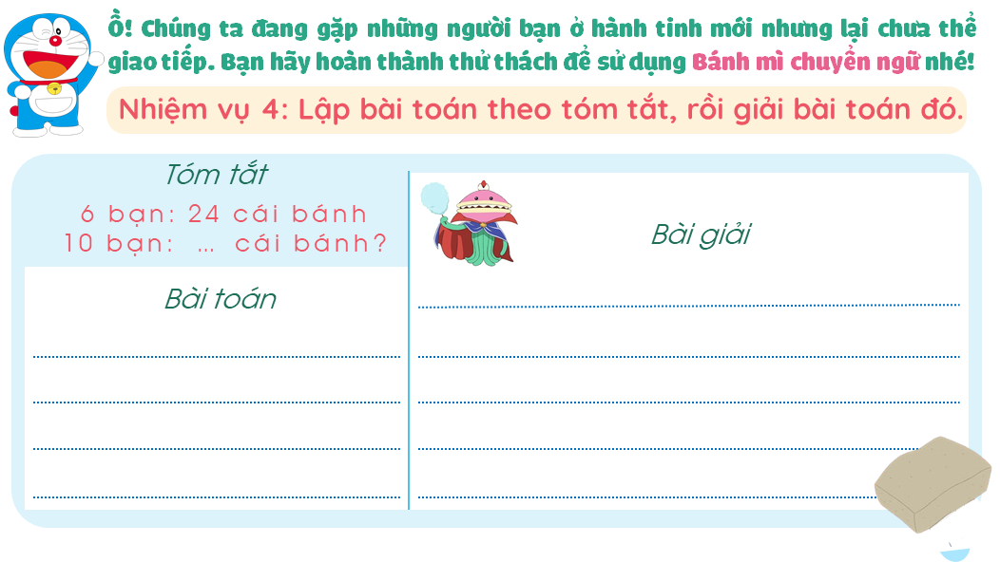 Ồ! Chúng ta đang gặp những người bạn ở hành tinh mới nhưng lại chưa thể
giao tiếp. Bạn hãy hoàn thành thử thách để sử dụng Bánh mì chuyển ngữ nhé!
Nhiệm vụ 4: Lập bài toán theo tóm tắt, rồi giải bài toán đó.
Tóm tắt
6 bạn: 24 cái bánh
10 bạn: ... cái bánh?
Bài toán
Bài giải